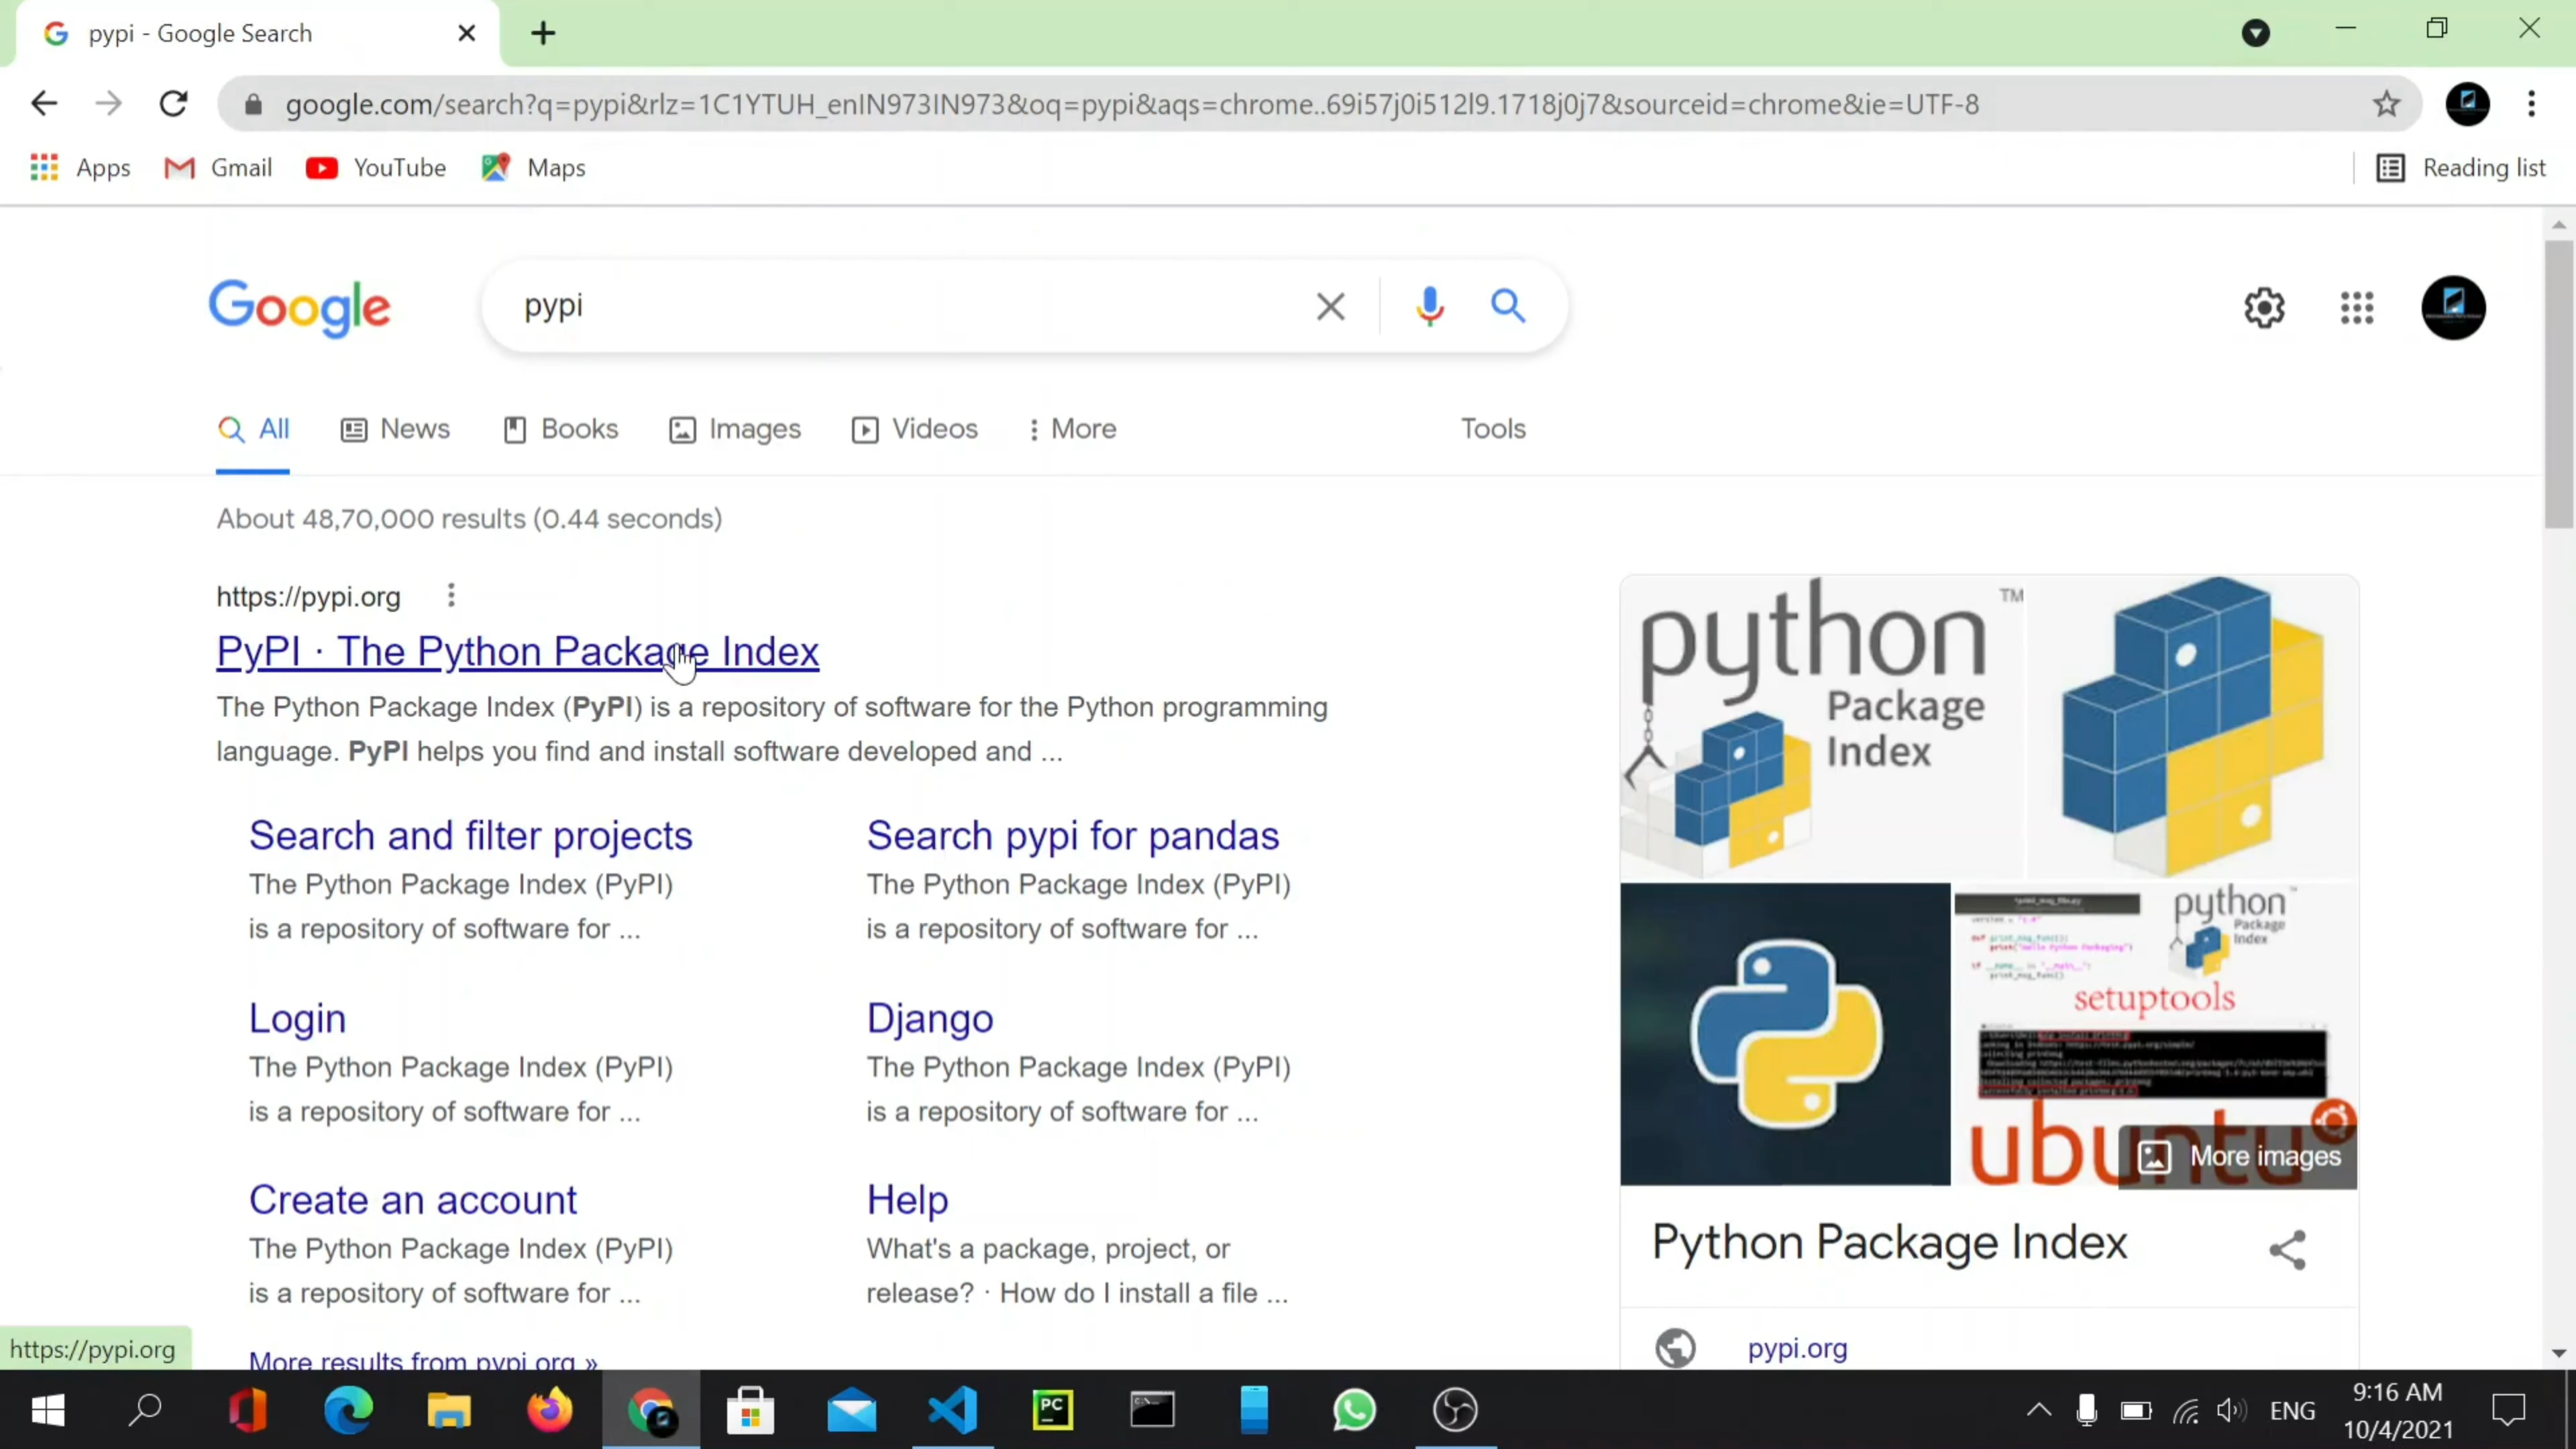 pypi - Google Search
google.com/search?q=pypi&rlz=1C1YTUH_enIN973IN973&oq=pypi&aqs=chrome..69i57j0i512l9.1718j0j7&sourceid=chrome&ie=UTF-8
Apps Gmail YouTube Maps Reading list
Google pypi
All News Books Images Videos More Tools
About 48,70,000 results (0.44 seconds)
https://pypi.org
PyPI · The Python Package Index
The Python Package Index (PyPI) is a repository of software for the Python programming
language. PyPI helps you find and install software developed and ...
Search and filter projects
The Python Package Index (PyPI)
is a repository of software for ...
Search pypi for pandas
The Python Package Index (PyPI)
is a repository of software for ...
Login
The Python Package Index (PyPI)
is a repository of software for ...
Django
The Python Package Index (PyPI)
is a repository of software for ...
Create an account
The Python Package Index (PyPI)
is a repository of software for ...
Help
What's a package, project, or
release? · How do I install a file ...
More results from pypi.org »
python TM
Package
Index
python
Package
Index
setuptools
ubuntu
More images
Python Package Index
pypi.org
https://pypi.org
PC
ENG
9:16 AM
10/4/2021